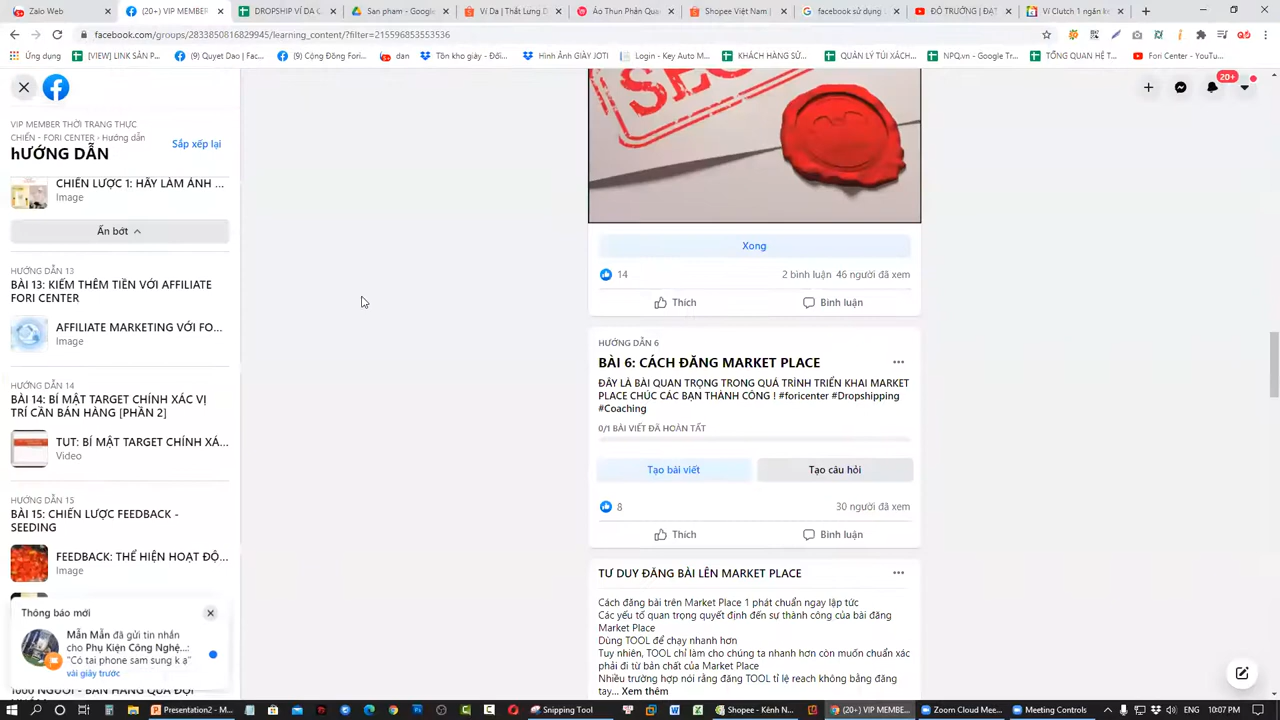 Zalo Web
(20+) VIP MEMBER
DROPSHIP VÍ DA C
San pham - Google
Ví Da | Thắt Lưng D
Áo Thun Phản Qua
Shopee Việt Nam |
facebook sử dụng
ĐỖ TRƯỜNG | ĐẠT
Ví Clutch 1 ngăn li
facebook.com/groups/2833850816829945/learning_content/?filter=215596853553536
Ứng dụng
[VIEW] LINK SẢN P...
(9) Quyet Dao | Fac...
(9) Cộng Đồng Fori...
dan
Tồn kho giày - Đối...
Hình Ảnh GIÀY JOTI
Login - Key Auto M...
KHÁCH HÀNG SỬ...
QUẢN LÝ TÚI XÁCH...
NPQ.vn - Google Tr...
TỔNG QUAN HỆ T...
Fori Center - YouTu...
20+
VIP MEMBER THỜI TRANG THỰC
CHIẾN - FORI CENTER - Hướng dẫn
hƯỚNG DẪN
Sắp xếp lại
CHIẾN LƯỢC 1: HÃY LÀM ẢNH ...
Image
Ẩn bớt
HƯỚNG DẪN 13
BÀI 13: KIẾM THÊM TIỀN VỚI AFFILIATE
FORI CENTER
AFFILIATE MARKETING VỚI FO...
Image
HƯỚNG DẪN 14
BÀI 14: BÍ MẬT TARGET CHÍNH XÁC VỊ
TRÍ CẦN BÁN HÀNG [PHẦN 2]
TUT: BÍ MẬT TARGET CHÍNH XÁ...
Video
HƯỚNG DẪN 15
BÀI 15: CHIẾN LƯỢC FEEDBACK -
SEEDING
FEEDBACK: THỂ HIỆN HOẠT ĐỘ...
Image
Thông báo mới
Mẫn Mẫn đã gửi tin nhắn
cho Phụ Kiện Công Nghệ...:
"Có tai phone sam sung k ạ"
vài giây trước
1000 NGƯỜI - BÁN HÀNG QUA ĐỘI
Xong
14
2 bình luận 46 người đã xem
Thích
Bình luận
HƯỚNG DẪN 6
BÀI 6: CÁCH ĐĂNG MARKET PLACE
ĐÂY LÀ BÀI QUAN TRỌNG TRONG QUÁ TRÌNH TRIỂN KHAI MARKET
PLACE CHÚC CÁC BẠN THÀNH CÔNG ! #foricenter #Dropshipping
#Coaching
0/1 BÀI VIẾT ĐÃ HOÀN TẤT
Tạo bài viết
Tạo câu hỏi
8
30 người đã xem
Thích
Bình luận
TƯ DUY ĐĂNG BÀI LÊN MARKET PLACE
Cách đăng bài trên Market Place 1 phát chuẩn ngay lập tức
Các yếu tố quan trọng quyết định đến sự thành công của bài đăng
Market Place
Dùng TOOL để chạy nhanh hơn
Tuy nhiên, TOOL chỉ làm cho chúng ta nhanh hơn còn muốn chuẩn xác
phải đi từ bản chất của Market Place
Nhiều trường hợp nói rằng đăng TOOL tỉ lệ reach không bằng đăng
tay... Xem thêm
Presentation2 - M...
Snipping Tool
Shopee - Kênh N...
(20+) VIP MEMBE...
Zoom Cloud Mee...
Meeting Controls
ENG
10:07 PM